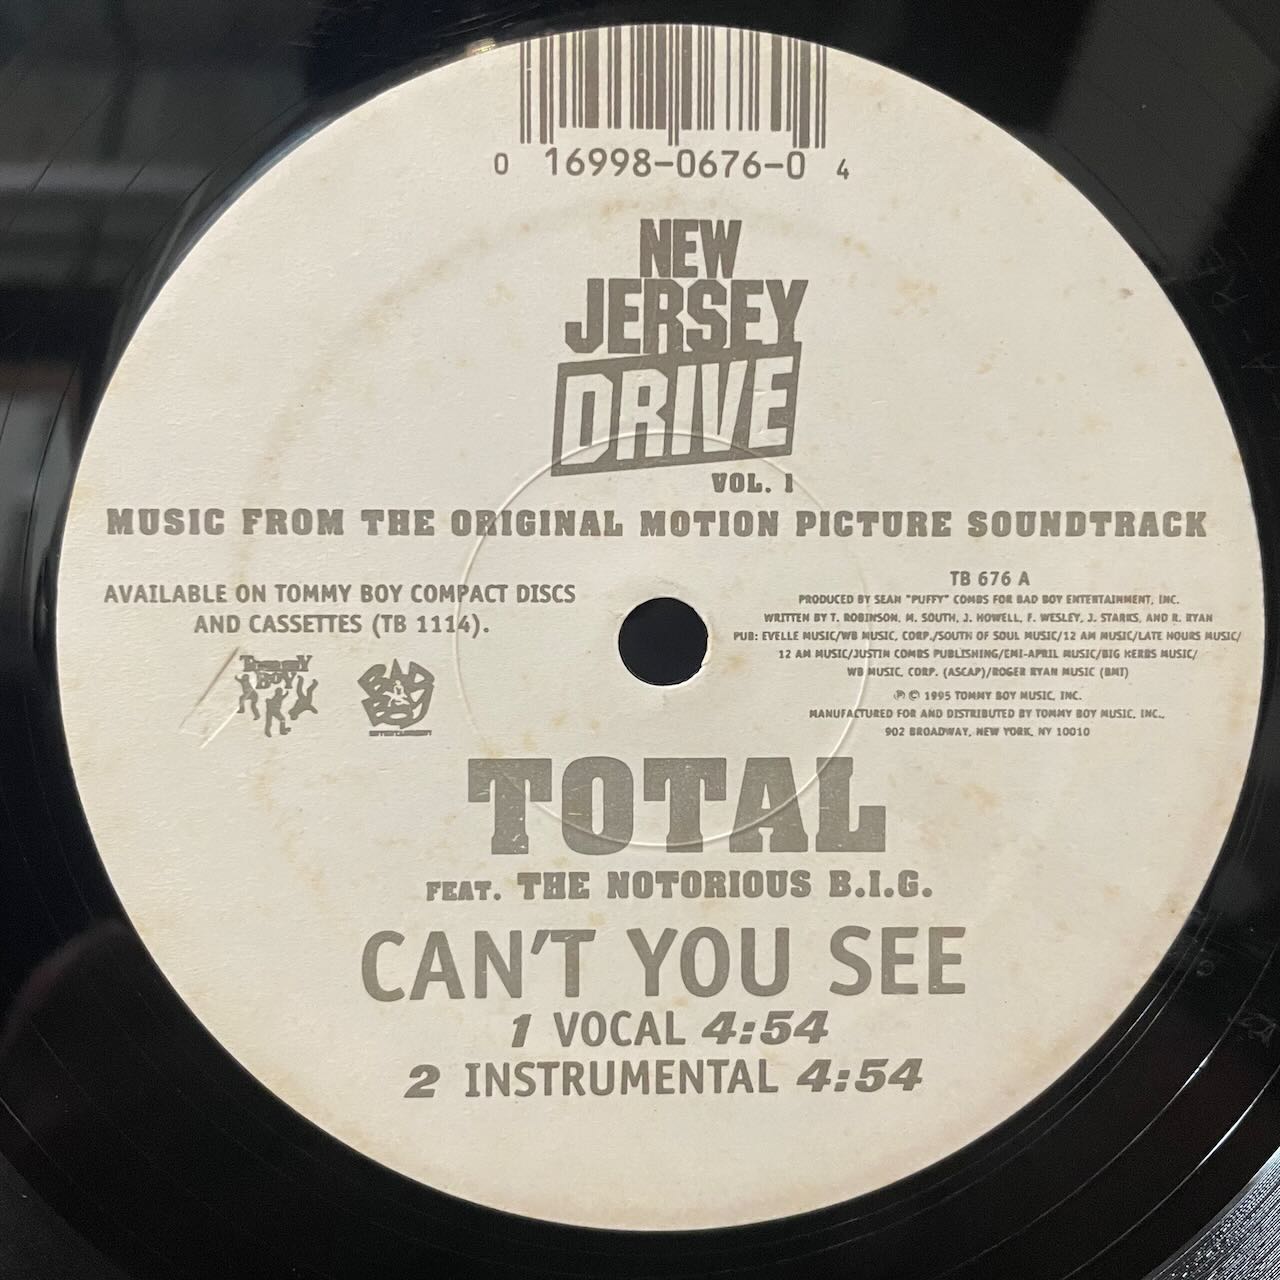 0 16998-0676-0 4
NEW
JERSEY
DRIVE
VOL. 1
MUSIC FROM THE ORIGINAL MOTION PICTURE SOUNDTRACK
AVAILABLE ON TOMMY BOY COMPACT DISCS
AND CASSETTES (TB 1114).
TOMMY
BOY
BAD
BOY
ENTERTAINMENT
TB 676 A
PRODUCED BY SEAN "PUFFY" COMBS FOR BAD BOY ENTERTAINMENT, INC.
WRITTEN BY T. ROBINSON, M. SOUTH, J. HOWELL, F. WESLEY, J. STARKS, AND R. RYAN
PUB: EVELLE MUSIC/WB MUSIC, CORP./SOUTH OF SOUL MUSIC/12 AM MUSIC/LATE HOURS MUSIC/
12 AM MUSIC/JUSTIN COMBS PUBLISHING/EMI-APRIL MUSIC/BIG HERBS MUSIC/
WB MUSIC, CORP. (ASCAP)/ROGER RYAN MUSIC (BMI)
℗ © 1995 TOMMY BOY MUSIC, INC.
MANUFACTURED FOR AND DISTRIBUTED BY TOMMY BOY MUSIC, INC.,
902 BROADWAY, NEW YORK, NY 10010
TOTAL
FEAT. THE NOTORIOUS B.I.G.
CAN'T YOU SEE
1 VOCAL 4:54
2 INSTRUMENTAL 4:54